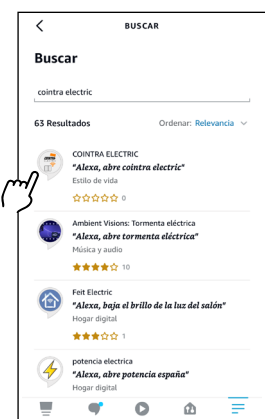 BUSCAR
Buscar
cointra electric
63 Resultados Ordenar: Relevancia
COINTRA ELECTRIC
"Alexa, abre cointra electric"
Estilo de vida
0
Ambient Visions: Tormenta eléctrica
"Alexa, abre tormenta eléctrica"
Música y audio
10
Feit Electric
"Alexa, baja el brillo de la luz del salón"
Hogar digital
1
potencia electrica
"Alexa, abre potencia españa"
Hogar digital